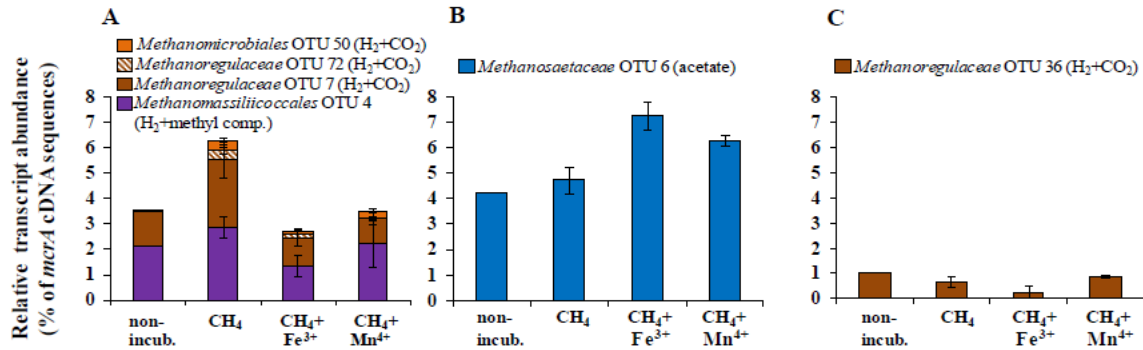 A
Methanomicrobiales OTU 50 (H₂+CO₂)
Methanoregulaceae OTU 72 (H₂+CO₂)
Methanoregulaceae OTU 7 (H₂+CO₂)
Methanomassiliicoccales OTU 4
(H₂+methyl comp.)
Relative transcript abundance
(% of mcrA cDNA sequences)
8
7
6
5
4
3
2
1
0
non-
incub.
CH₄
CH₄+
Fe³⁺
CH₄+
Mn⁴⁺
B
Methanosaetaceae OTU 6 (acetate)
8
7
6
5
4
3
2
1
0
non-
incub.
CH₄
CH₄+
Fe³⁺
CH₄+
Mn⁴⁺
C
Methanoregulaceae OTU 36 (H₂+CO₂)
8
7
6
5
4
3
2
1
0
non-
incub.
CH₄
CH₄+
Fe³⁺
CH₄+
Mn⁴⁺